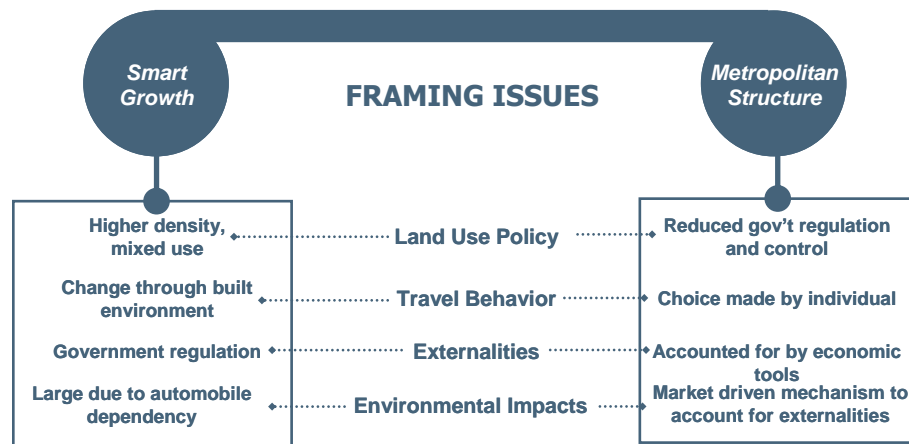 Smart
Growth
FRAMING ISSUES
Metropolitan
Structure
Higher density,
mixed use
Land Use Policy
Reduced gov't regulation
and control
Change through built
environment
Travel Behavior
Choice made by individual
Government regulation
Externalities
Accounted for by economic
tools
Large due to automobile
dependency
Environmental Impacts
Market driven mechanism to
account for externalities